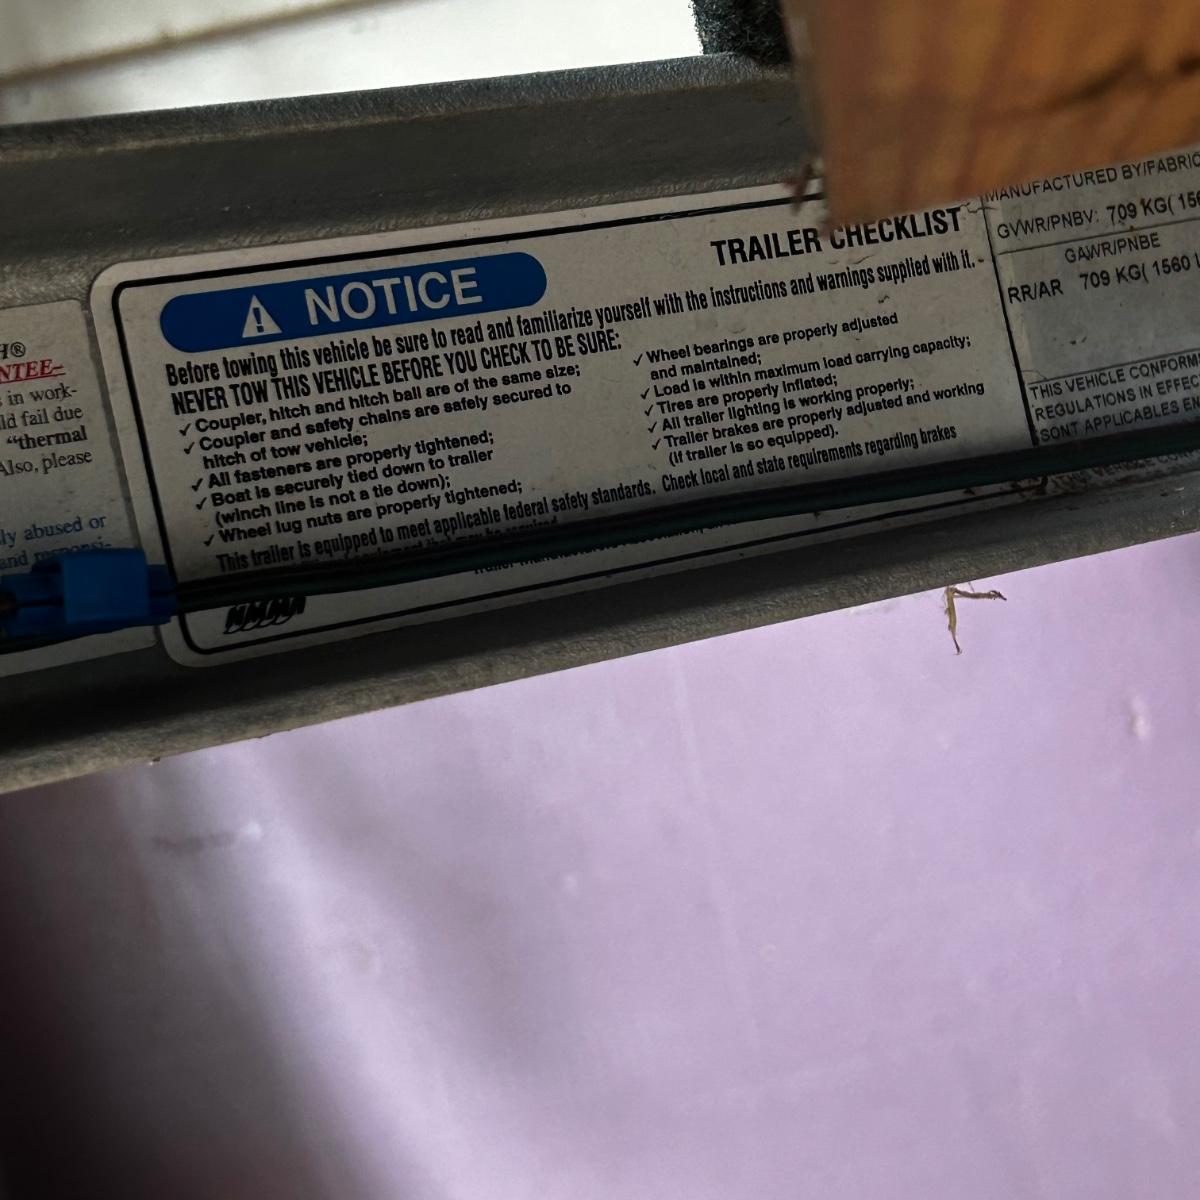 H®
NTEE–
in work-
ld fail due
"thermal
Also, please
ly abused or
and responsi-
NOTICE
TRAILER CHECKLIST
Before towing this vehicle be sure to read and familiarize yourself with the instructions and warnings supplied with it.
NEVER TOW THIS VEHICLE BEFORE YOU CHECK TO BE SURE:
✓ Coupler, hitch and hitch ball are of the same size;
✓ Coupler and safety chains are safely secured to
hitch of tow vehicle;
✓ All fasteners are properly tightened;
✓ Boat is securely tied down to trailer
(winch line is not a tie down);
✓ Wheel lug nuts are properly tightened;
✓ Wheel bearings are properly adjusted
and maintained;
✓ Load is within maximum load carrying capacity;
✓ Tires are properly inflated;
✓ All trailer lighting is working properly;
✓ Trailer brakes are properly adjusted and working
(if trailer is so equipped).
This trailer is equipped to meet applicable federal safety standards. Check local and state requirements regarding brakes
MANUFACTURED BY/FABRIQ
GVWR/PNBV: 709 KG( 156
GAWR/PNBE
RR/AR 709 KG( 1560 L
THIS VEHICLE CONFORM
REGULATIONS IN EFFEC
SONT APPLICABLES EN